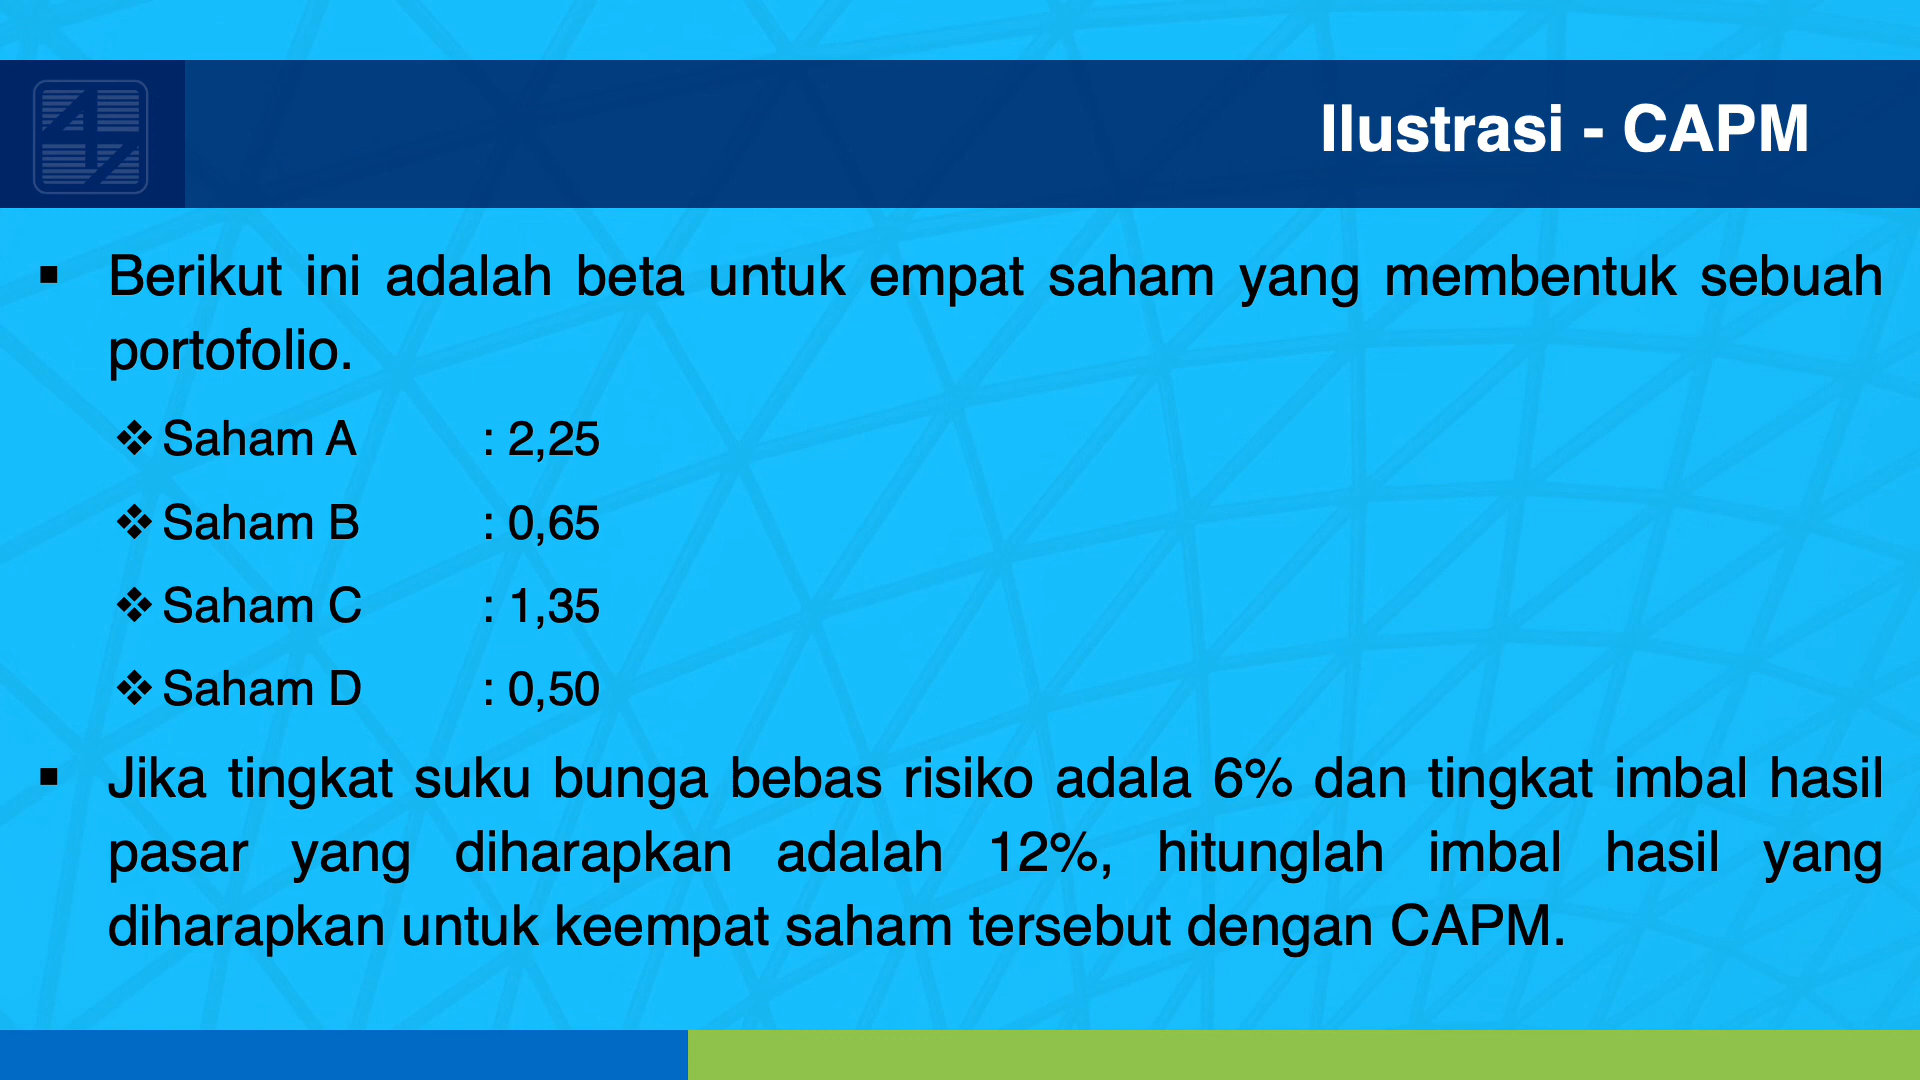 Ilustrasi - CAPM
▪ Berikut ini adalah beta untuk empat saham yang membentuk sebuah
portofolio.
❖ Saham A : 2,25
❖ Saham B : 0,65
❖ Saham C : 1,35
❖ Saham D : 0,50
▪ Jika tingkat suku bunga bebas risiko adala 6% dan tingkat imbal hasil
pasar yang diharapkan adalah 12%, hitunglah imbal hasil yang
diharapkan untuk keempat saham tersebut dengan CAPM.